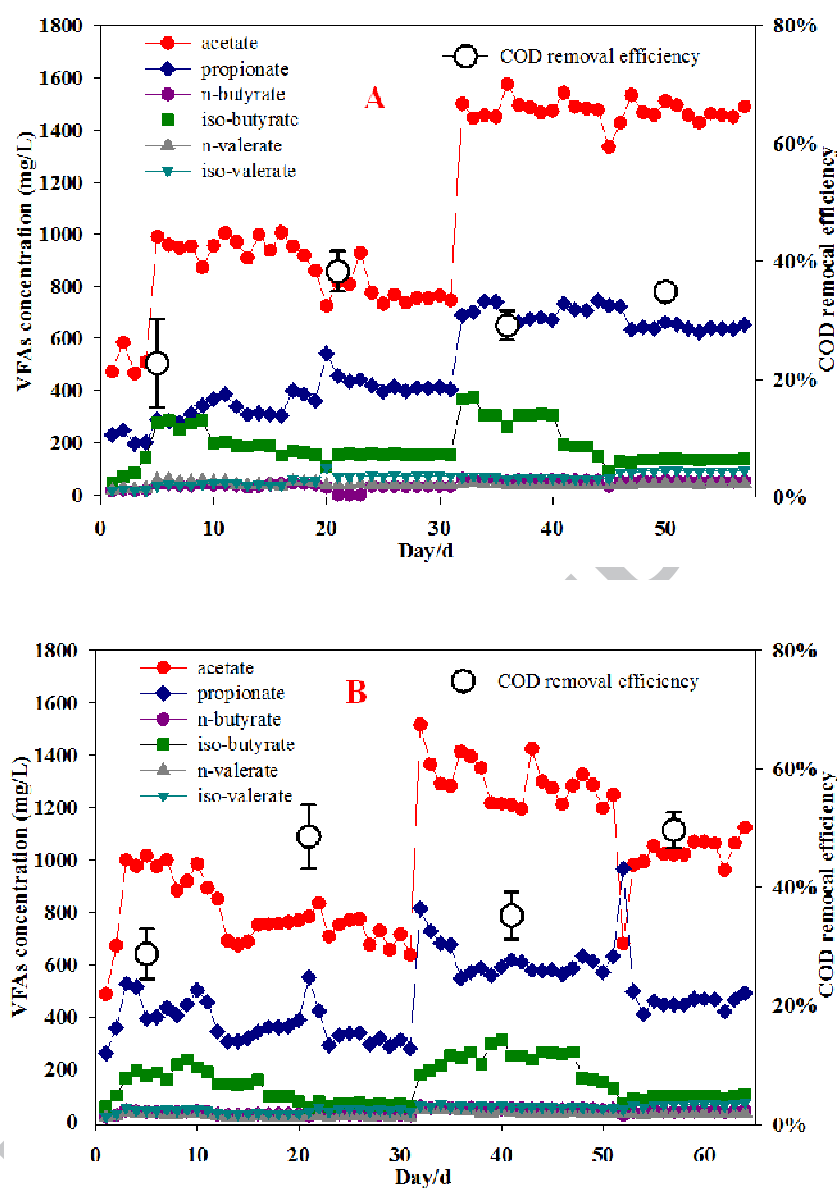 1800
80%
acetate
COD removal efficiency
1600
propionate
A
n-butyrate
1400
iso-butyrate
60%
n-valerate
1200
iso-valerate
1000
40%
800
600
20%
400
200
0
0%
VFAs concentration (mg/L)
COD remocal efficiency
0 10 20 30 40 50
Day/d
1800
80%
acetate
COD removal efficiency
1600
propionate
B
n-butyrate
1400
iso-butyrate
60%
n-valerate
1200
iso-valerate
1000
40%
800
600
20%
400
200
0
0%
VFAs concentration (mg/L)
COD remocal efficiency
0 10 20 30 40 50 60
Day/d